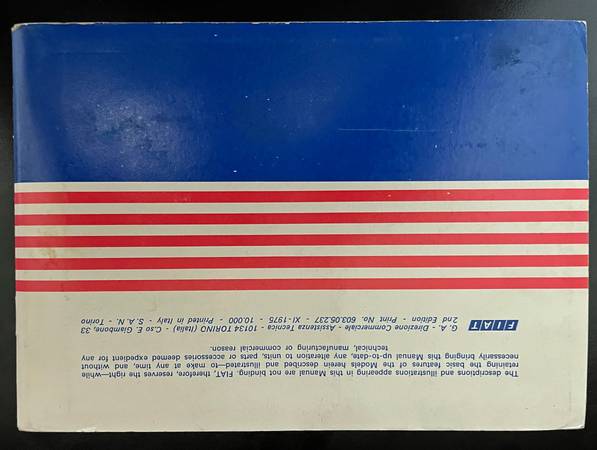 The descriptions and illustrations appearing in this Manual are not binding. FIAT, therefore, reserves the right—while
retaining the basic features of the Models herein described and illustrated—to make at any time, and without
necessarily bringing this Manual up-to-date, any alteration to units, parts or accessories deemed expedient for any
technical, manufacturing or commercial reason.
FIAT
G. A. - Direzione Commerciale - Assistenza Tecnica - 10134 TORINO (Italia) - C.so E. Giambone, 33
2nd Edition - Print No. 603.05.237 - XI-1975 - 10.000 - Printed in Italy - S. A. N. Torino